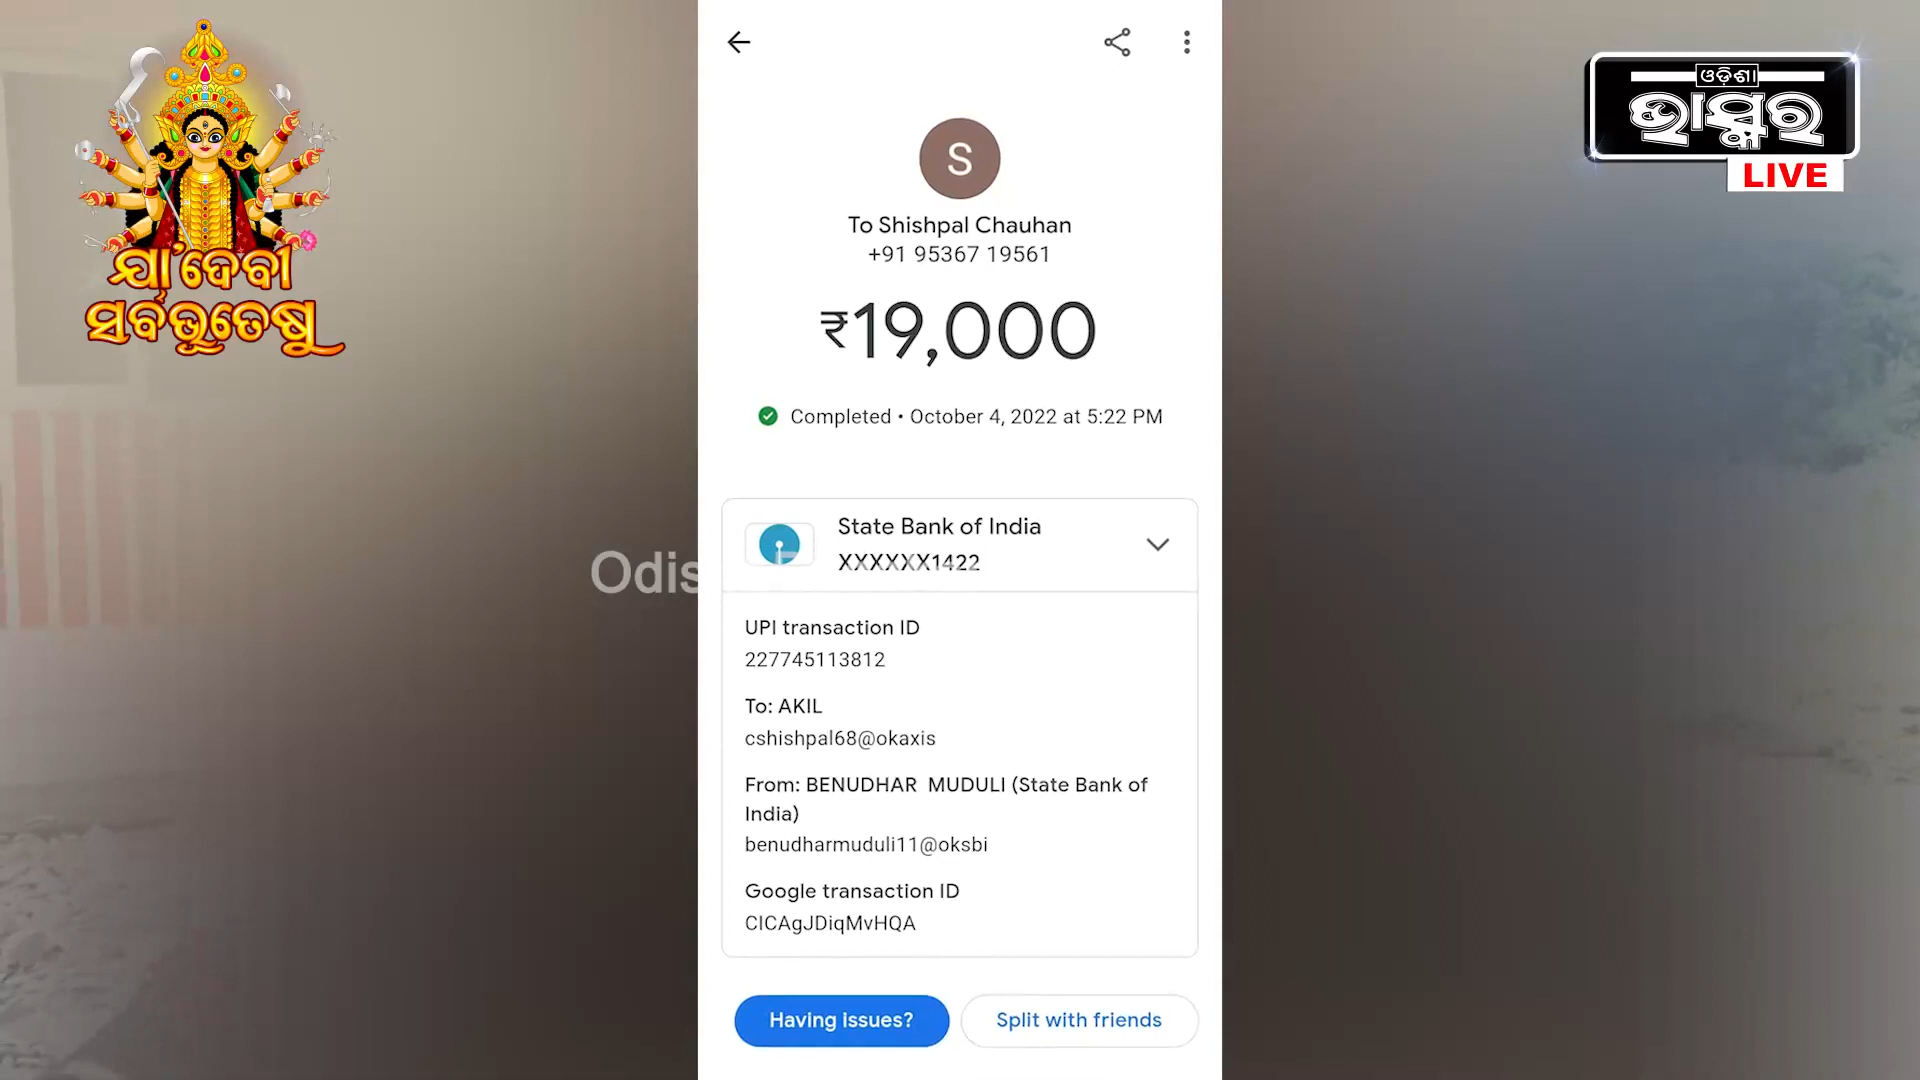 ଯା ଦେବୀ
ସର୍ବଭୂତେଷୁ
ଓଡ଼ିଶା
ଭାସ୍କର
LIVE
S
To Shishpal Chauhan
+91 95367 19561
₹19,000
Completed • October 4, 2022 at 5:22 PM
State Bank of India
XXXXXX1422
Odis
UPI transaction ID
227745113812
To: AKIL
cshishpal68@okaxis
From: BENUDHAR MUDULI (State Bank of
India)
benudharmuduli11@oksbi
Google transaction ID
CICAgJDiqMvHQA
Having issues?
Split with friends